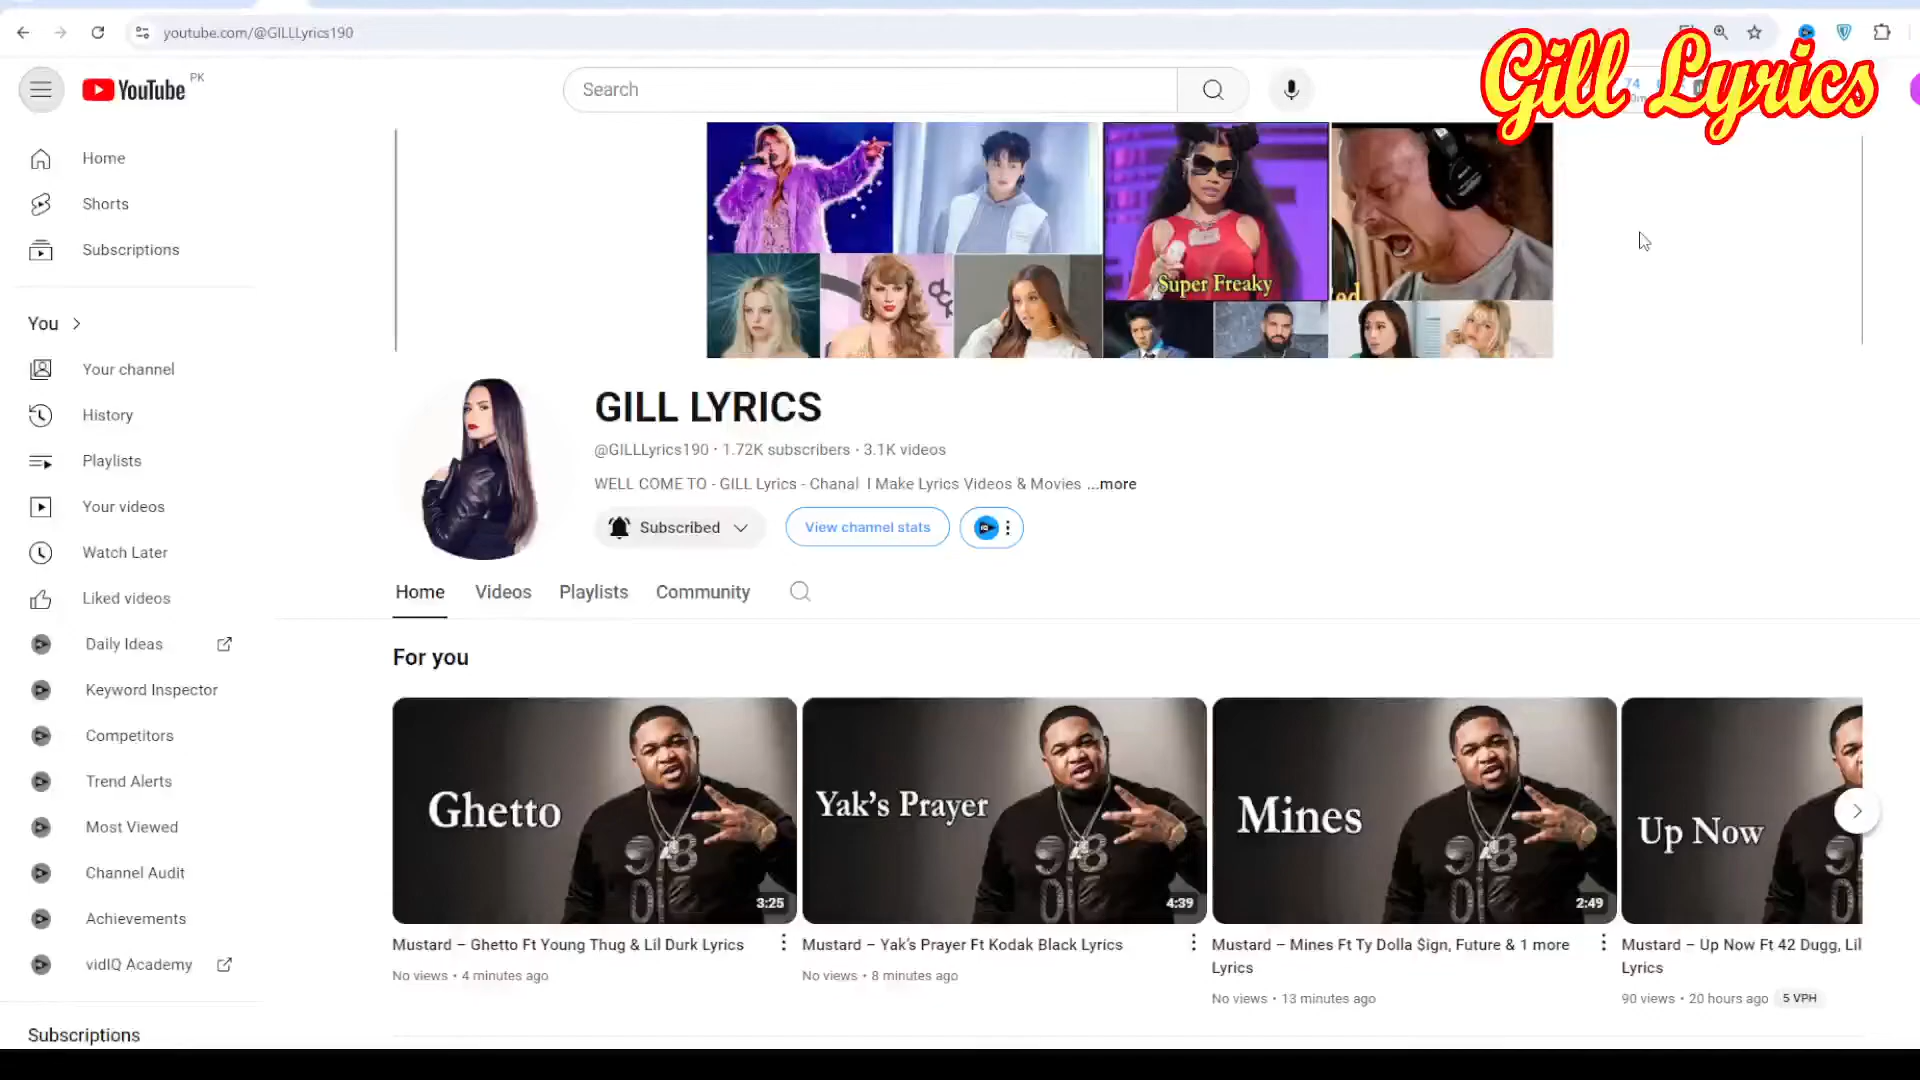 youtube.com/@GILLLyrics190
Gill Lyrics
YouTube PK
Search
Home
Shorts
Subscriptions
You
Your channel
History
Playlists
Your videos
Watch Later
Liked videos
Daily Ideas
Keyword Inspector
Competitors
Trend Alerts
Most Viewed
Channel Audit
Achievements
vidIQ Academy
Subscriptions
Super Freaky
GILL LYRICS
@GILLLyrics190 · 1.72K subscribers · 3.1K videos
WELL COME TO - GILL Lyrics - Chanal I Make Lyrics Videos & Movies ...more
Subscribed
View channel stats
Home Videos Playlists Community
For you
Ghetto
3:25
Mustard – Ghetto Ft Young Thug & Lil Durk Lyrics
No views • 4 minutes ago
Yak's Prayer
4:39
Mustard – Yak's Prayer Ft Kodak Black Lyrics
No views • 8 minutes ago
Mines
2:49
Mustard – Mines Ft Ty Dolla $ign, Future & 1 more
Lyrics
No views • 13 minutes ago
Up Now
Mustard – Up Now Ft 42 Dugg, Lil
Lyrics
90 views • 20 hours ago 5 VPH